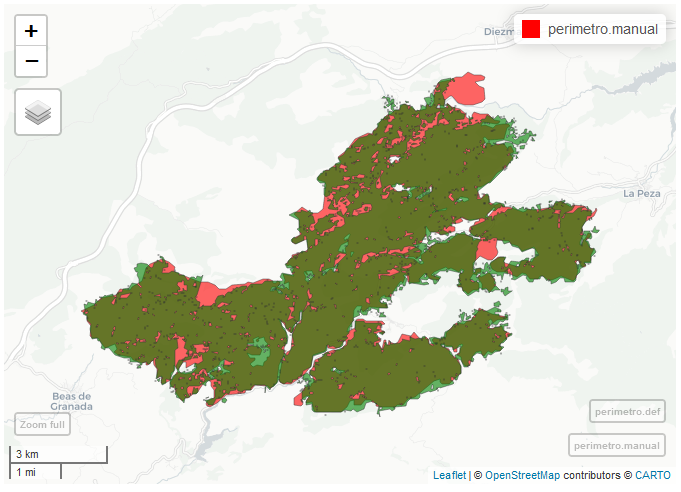 +
−
Diezm
perimetro.manual
La Peza
Beas de
Granada
Zoom full
perimetro.def
perimetro.manual
3 km
1 mi
Leaflet | © OpenStreetMap contributors © CARTO